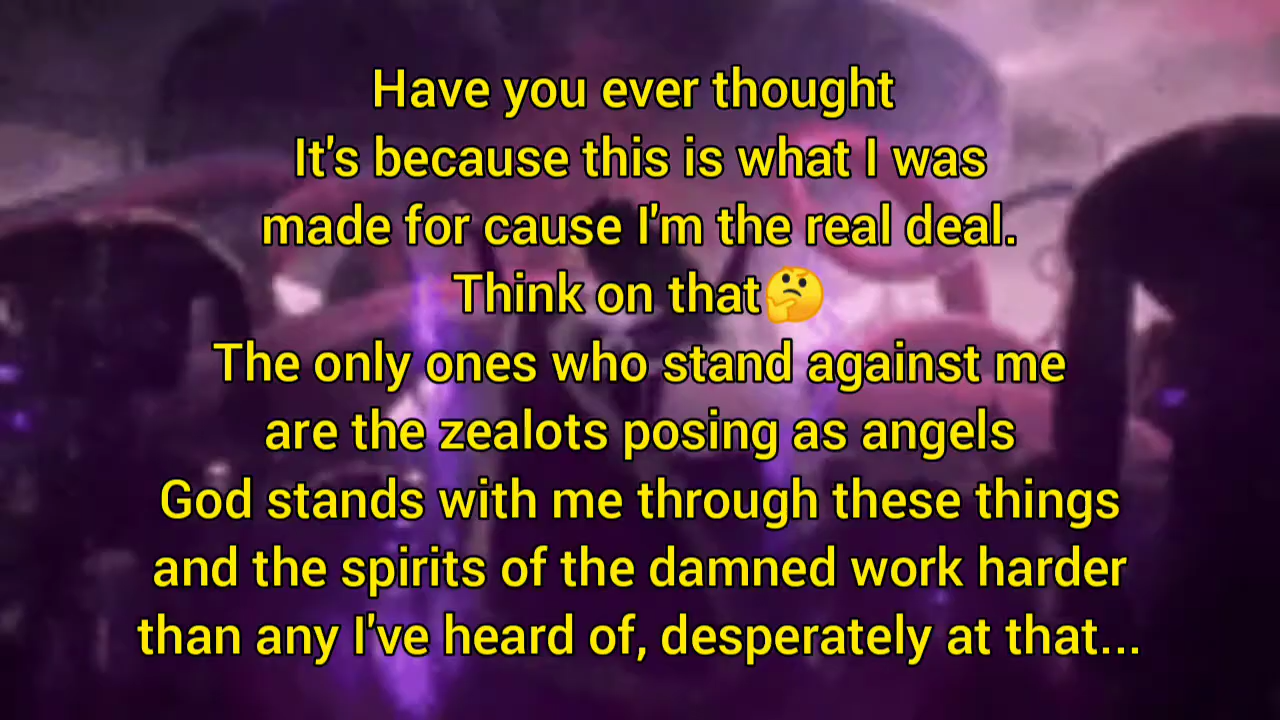 Have you ever thought
It's because this is what I was
made for cause I'm the real deal.
Think on that🤔
The only ones who stand against me
are the zealots posing as angels
God stands with me through these things
and the spirits of the damned work harder
than any I've heard of, desperately at that...